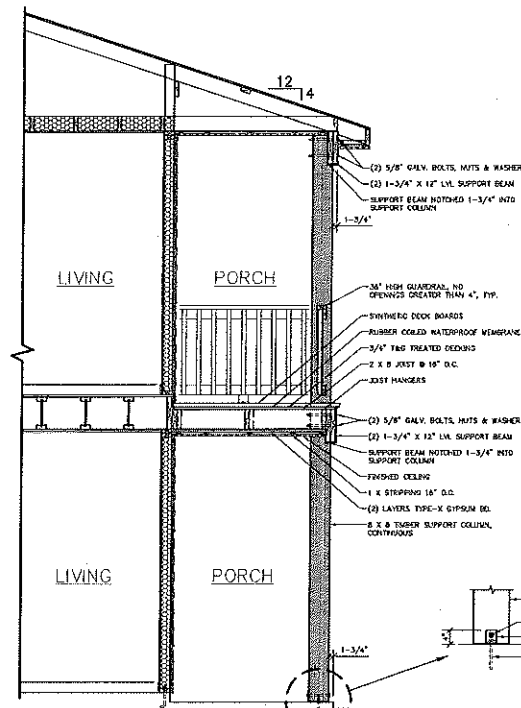 12
4
(2) 5/8" GALV. BOLTS, NUTS & WASHER
(2) 1-3/4" X 12" LVL SUPPORT BEAM
SUPPORT BEAM NOTCHED 1-3/4" INTO
SUPPORT COLUMN
1-3/4"
LIVING
PORCH
36" HIGH GUARDRAIL, NO
OPENINGS GREATER THAN 4", TYP.
SYNTHETIC DECK BOARDS
RUBBER COILED WATERPROOF MEMBRANE
3/4" T&G TREATED DECKING
2 X 8 JOIST @ 16" O.C.
JOIST HANGERS
(2) 5/8" GALV. BOLTS, NUTS & WASHER
(2) 1-3/4" X 12" LVL SUPPORT BEAM
SUPPORT BEAM NOTCHED 1-3/4" INTO
SUPPORT COLUMN
FINISHED CEILING
1 X STRIPPING 16" O.C.
(2) LAYERS TYPE-X GYPSUM BD.
8 X 8 TIMBER SUPPORT COLUMN,
CONTINUOUS
LIVING
PORCH
4"
1-3/4"